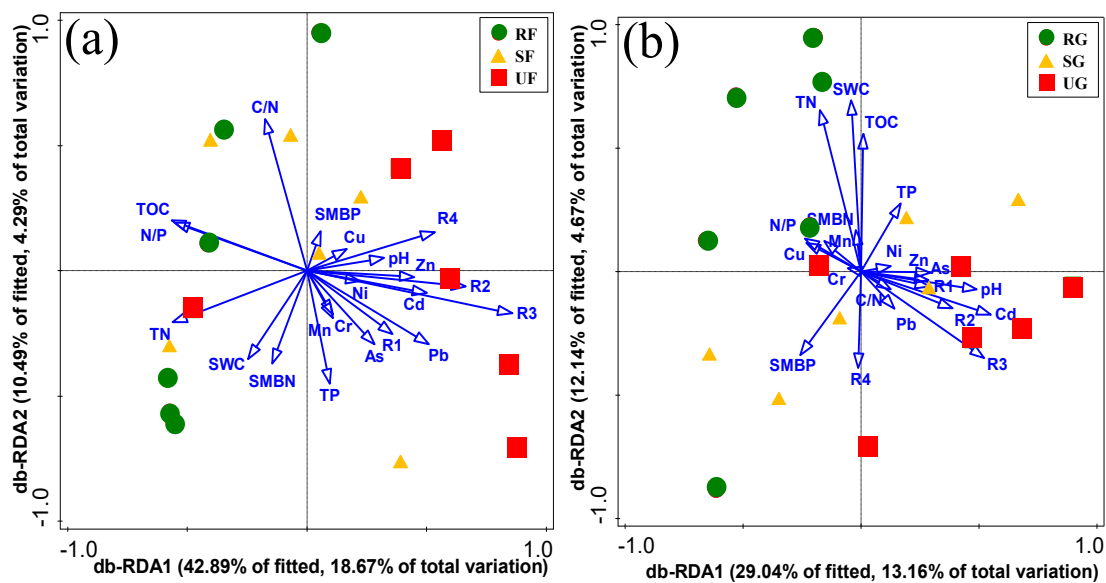 (a)
RF
SF
UF
1.0
C/N
TOC
N/P
SMBP
Cu
R4
pH
Zn
R2
Ni
Cd
R3
TN
Mn
Cr
R1
As
Pb
SWC
SMBN
TP
-1.0
-1.0
1.0
db-RDA2 (10.49% of fitted, 4.29% of total variation)
db-RDA1 (42.89% of fitted, 18.67% of total variation)
(b)
RG
SG
UG
1.0
SWC
TN
TOC
TP
N/P
SMBN
Mn
Cu
Ni
Zn
As
Cr
R1
pH
C/N
Cd
R2
Pb
SMBP
R4
R3
-1.0
-1.0
1.0
db-RDA2 (12.14% of fitted, 4.67% of total variation)
db-RDA1 (29.04% of fitted, 13.16% of total variation)